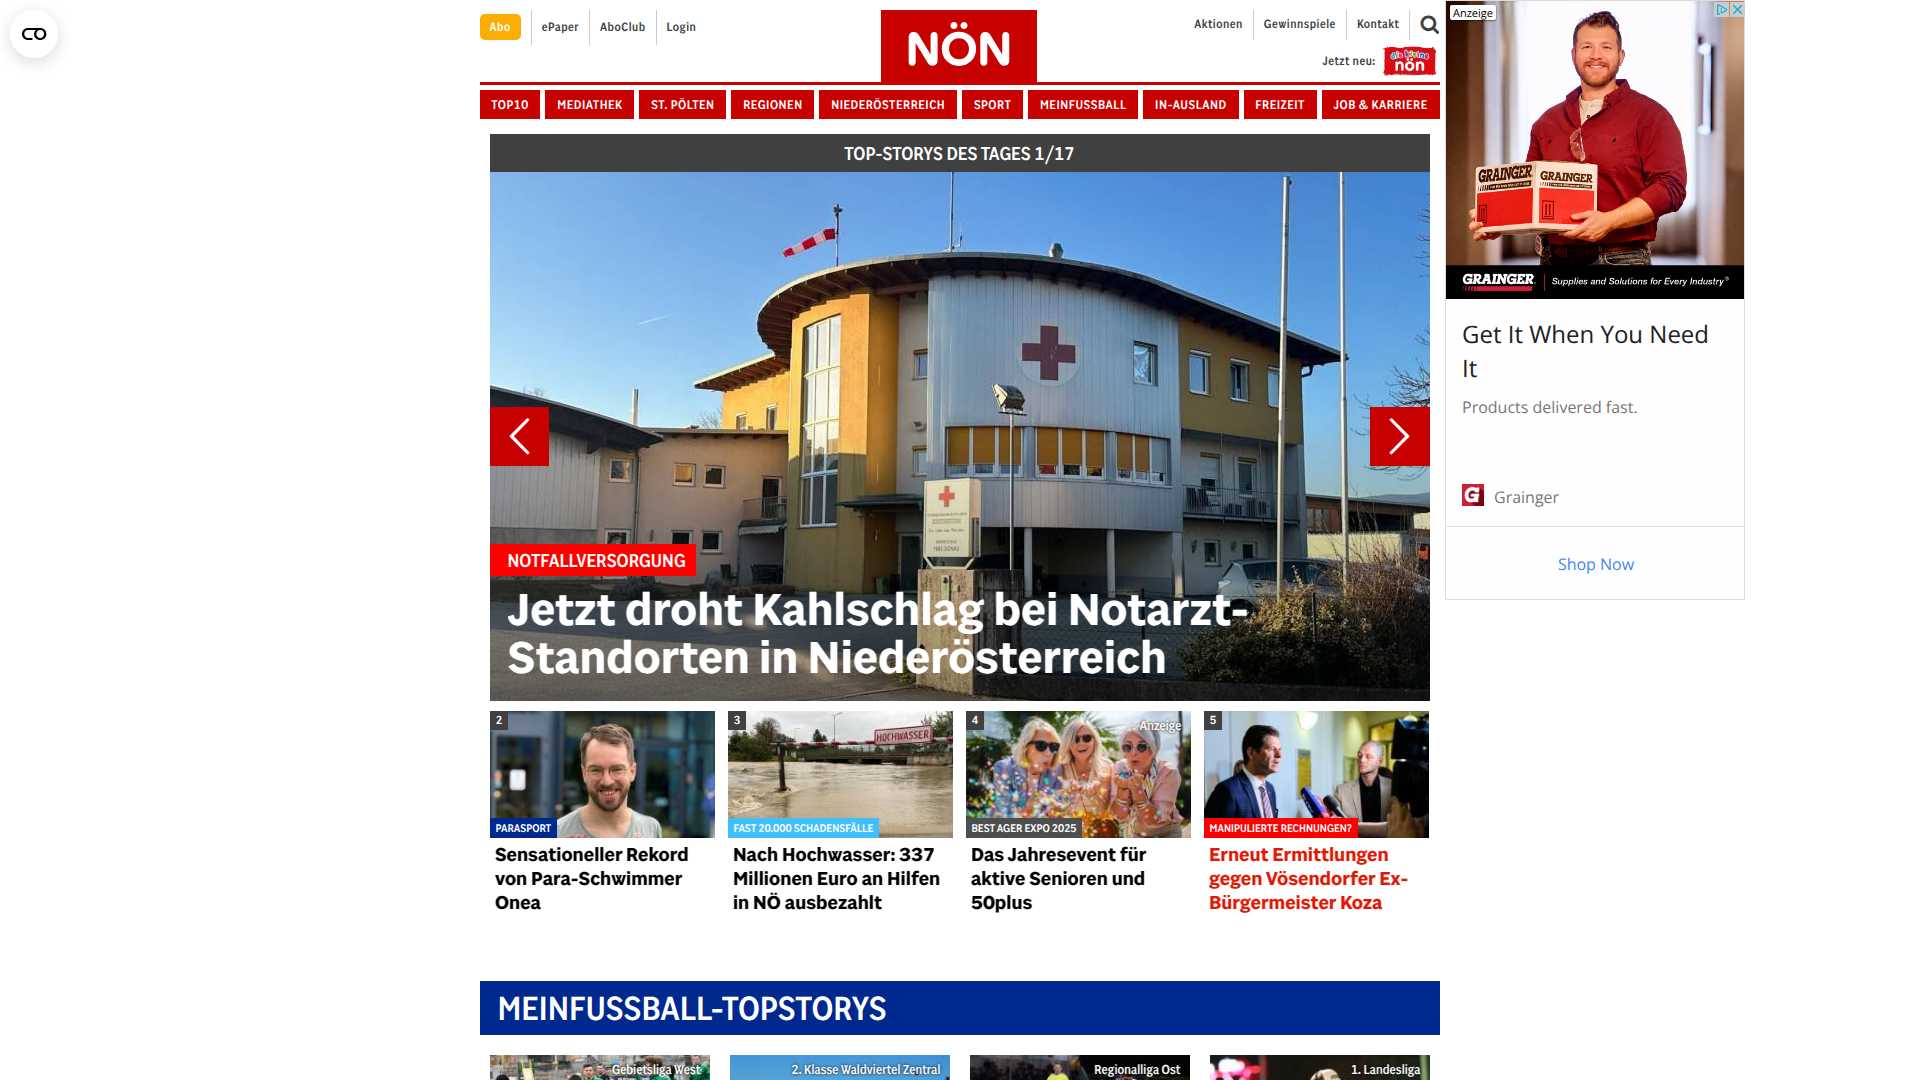 Abo
ePaper
AboClub
Login
NÖN
Aktionen
Gewinnspiele
Kontakt
Jetzt neu:
die kleine
nön
TOP10
MEDIATHEK
ST. PÖLTEN
REGIONEN
NIEDERÖSTERREICH
SPORT
MEINFUSSBALL
IN-AUSLAND
FREIZEIT
JOB & KARRIERE
TOP-STORYS DES TAGES 1/17
NOTFALLVERSORGUNG
Jetzt droht Kahlschlag bei Notarzt-
Standorten in Niederösterreich
2
PARASPORT
Sensationeller Rekord
von Para-Schwimmer
Onea
3
HOCHWASSER
FAST 20.000 SCHADENSFÄLLE
Nach Hochwasser: 337
Millionen Euro an Hilfen
in NÖ ausbezahlt
4
Anzeige
BEST AGER EXPO 2025
Das Jahresevent für
aktive Senioren und
50plus
5
MANIPULIERTE RECHNUNGEN?
Erneut Ermittlungen
gegen Vösendorfer Ex-
Bürgermeister Koza
MEINFUSSBALL-TOPSTORYS
Gebietsliga West
2. Klasse Waldviertel Zentral
Regionalliga Ost
1. Landesliga
Anzeige
GRAINGER
GRAINGER
GRAINGER
Supplies and Solutions for Every Industry®
Get It When You Need
It
Products delivered fast.
G
Grainger
Shop Now